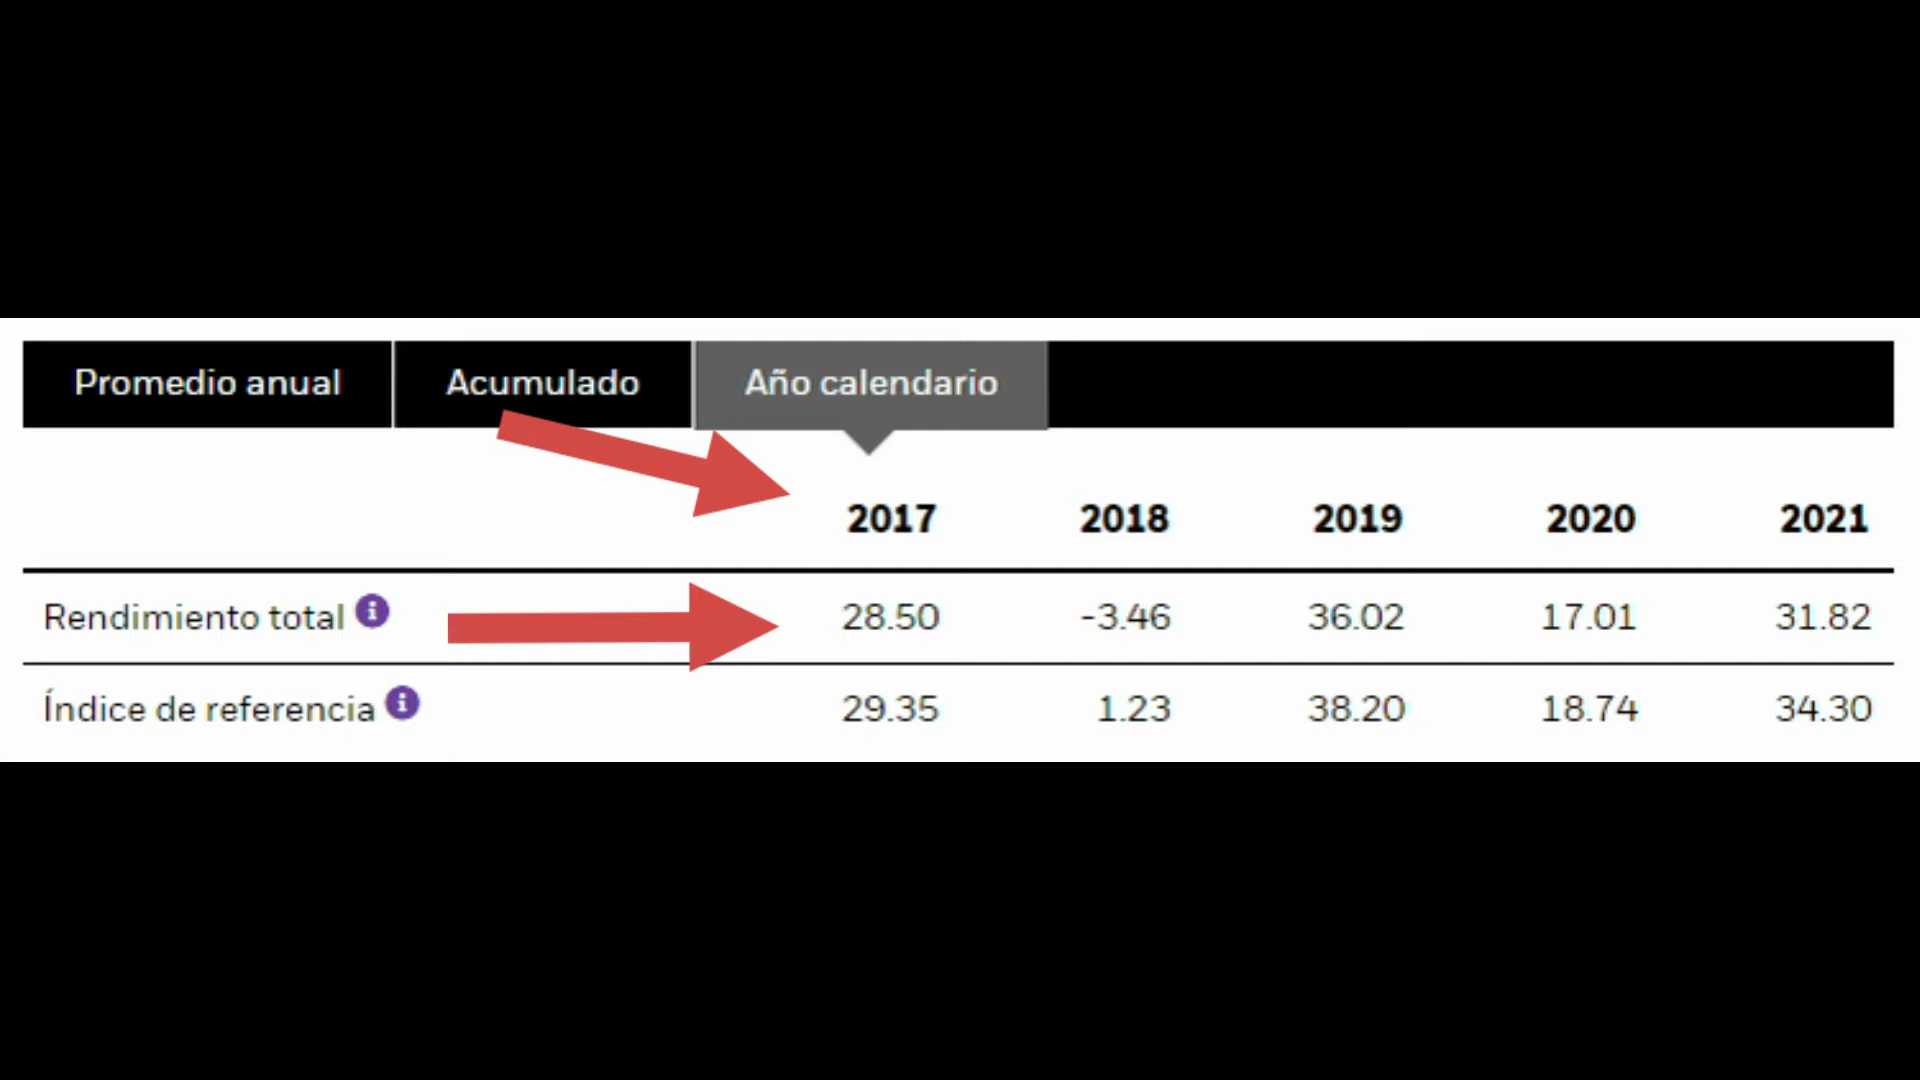 Promedio anual Acumulado Año calendario
2017 2018 2019 2020 2021
Rendimiento total i 28.50 -3.46 36.02 17.01 31.82
Índice de referencia i 29.35 1.23 38.20 18.74 34.30